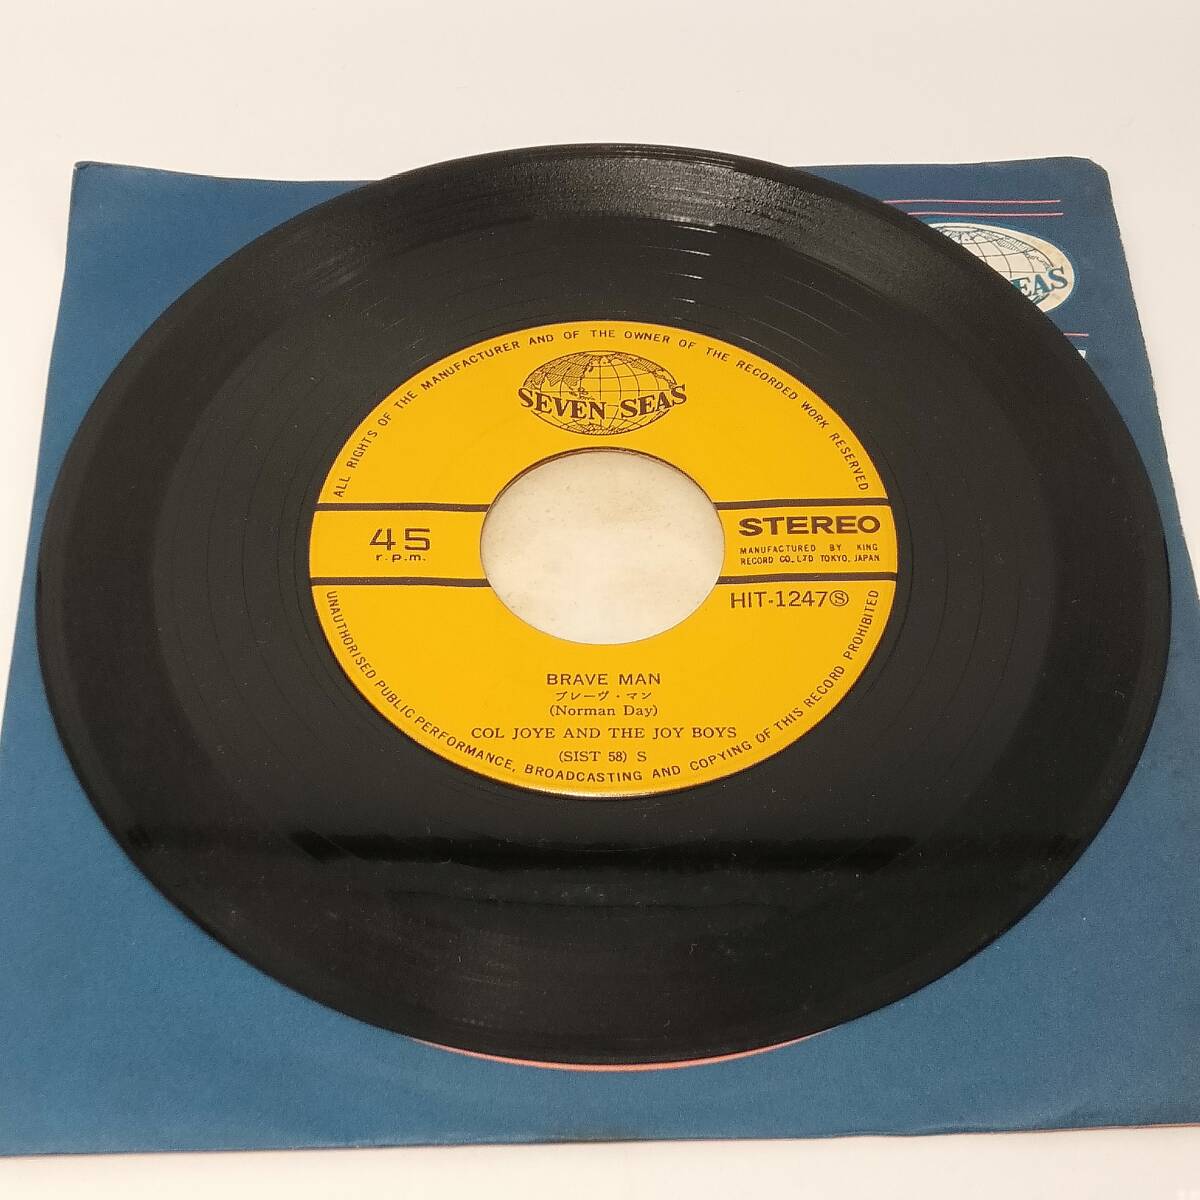 ALL RIGHTS OF THE MANUFACTURER AND OF THE OWNER OF THE RECORDED WORK RESERVED
SEVEN SEAS
45
r.p.m.
STEREO
MANUFACTURED BY KING
RECORD CO., LTD TOKYO, JAPAN
HIT-1247Ⓢ
BRAVE MAN
ブレーヴ・マン
(Norman Day)
COL JOYE AND THE JOY BOYS
(SIST 58) S
UNAUTHORISED PUBLIC PERFORMANCE, BROADCASTING AND COPYING OF THIS RECORD PROHIBITED
EAS